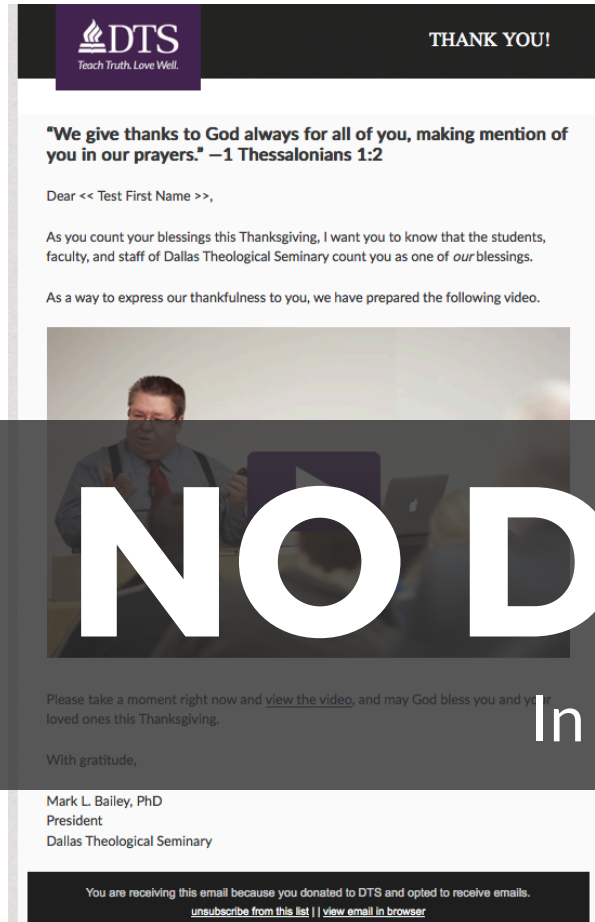 DTS
Teach Truth. Love Well.
THANK YOU!
“We give thanks to God always for all of you, making mention of
you in our prayers.” —1 Thessalonians 1:2
Dear << Test First Name >>,
As you count your blessings this Thanksgiving, I want you to know that the students,
faculty, and staff of Dallas Theological Seminary count you as one of our blessings.
As a way to express our thankfulness to you, we have prepared the following video.
NO D
Please take a moment right now and view the video, and may God bless you and your
loved ones this Thanksgiving.
In
With gratitude,
Mark L. Bailey, PhD
President
Dallas Theological Seminary
You are receiving this email because you donated to DTS and opted to receive emails.
unsubscribe from this list | | view email in browser